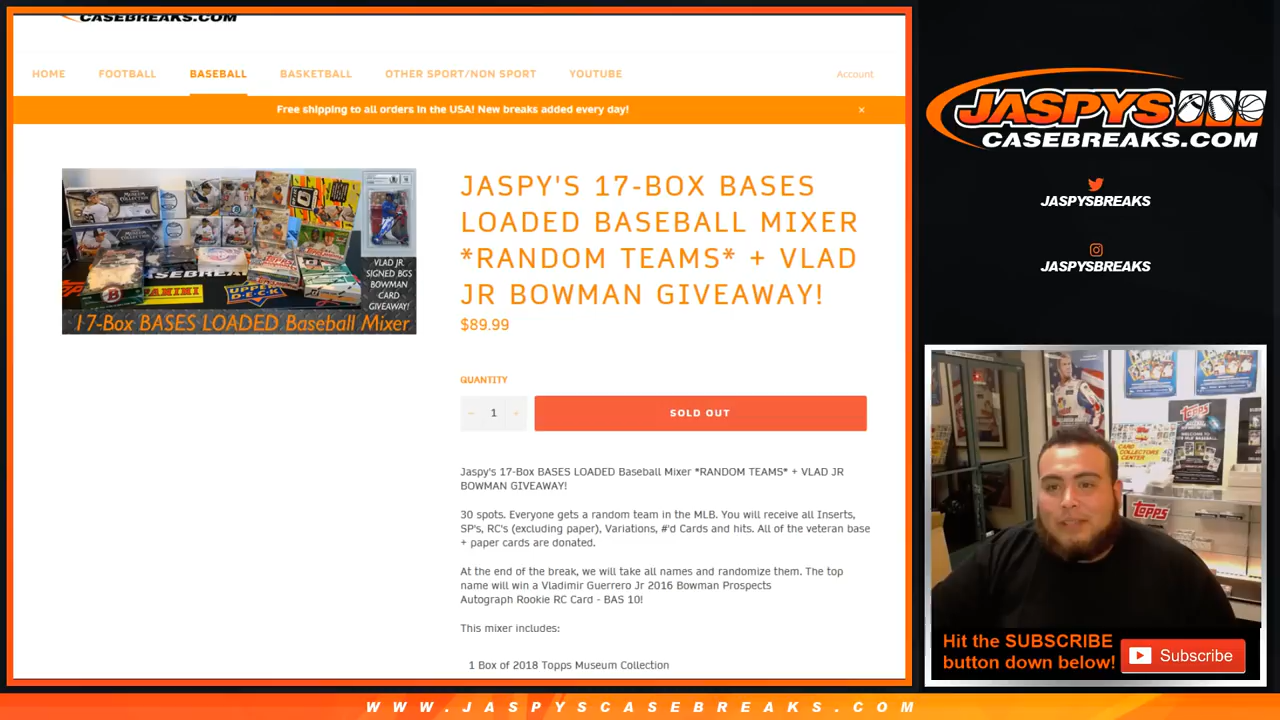 CASEBREAKS.COM
HOME FOOTBALL BASEBALL BASKETBALL OTHER SPORT/NON SPORT YOUTUBE Account
Free shipping to all orders in the USA! New breaks added every day! ×
JASPY'S 17-BOX BASES
LOADED BASEBALL MIXER
*RANDOM TEAMS* + VLAD
JR BOWMAN GIVEAWAY!
$89.99
VLAD JR.
SIGNED BGS
BOWMAN
CARD
GIVEAWAY!
PANINI
UPPER DECK
17-Box BASES LOADED Baseball Mixer
QUANTITY
− 1 +
SOLD OUT
Jaspy's 17-Box BASES LOADED Baseball Mixer *RANDOM TEAMS* + VLAD JR
BOWMAN GIVEAWAY!
30 spots. Everyone gets a random team in the MLB. You will receive all Inserts,
SP's, RC's (excluding paper), Variations, #'d Cards and hits. All of the veteran base
+ paper cards are donated.
At the end of the break, we will take all names and randomize them. The top
name will win a Vladimir Guerrero Jr 2016 Bowman Prospects
Autograph Rookie RC Card - BAS 10!
This mixer includes:
1 Box of 2018 Topps Museum Collection
JASPYS
CASEBREAKS.COM
JASPYSBREAKS
JASPYSBREAKS
topps
CARD
COLLECTORS
CENTER
topps
Hit the SUBSCRIBE
button down below!
Subscribe
WWW.JASPYSCASEBREAKS.COM